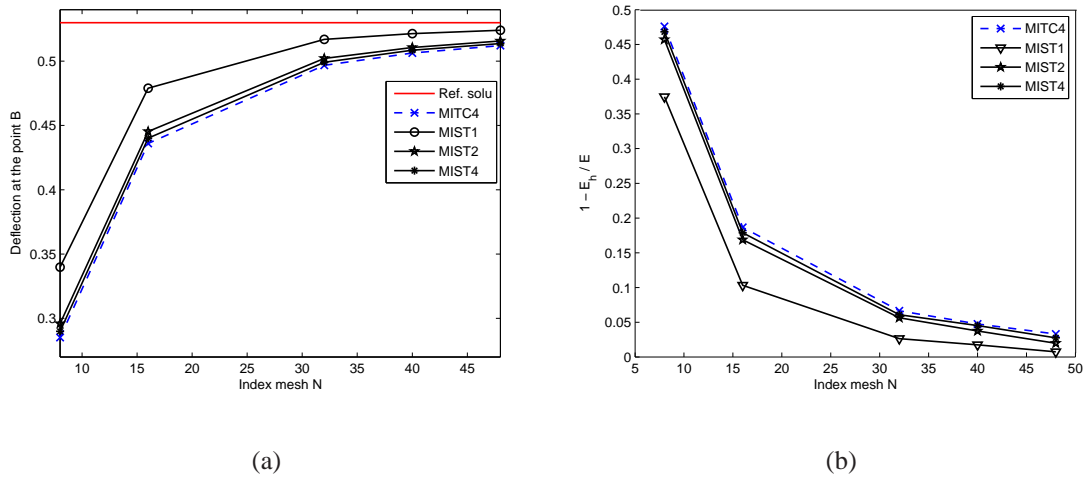 0.5
0.45
0.4
0.35
0.3
10
15
20
25
30
35
40
45
Deflection at the point B
Index mesh N
Ref. solu
MITC4
MIST1
MIST2
MIST4
(a)
0.5
0.45
0.4
0.35
0.3
0.25
0.2
0.15
0.1
0.05
0
5
10
15
20
25
30
35
40
45
50
1 − E_h / E
Index mesh N
MITC4
MIST1
MIST2
MIST4
(b)